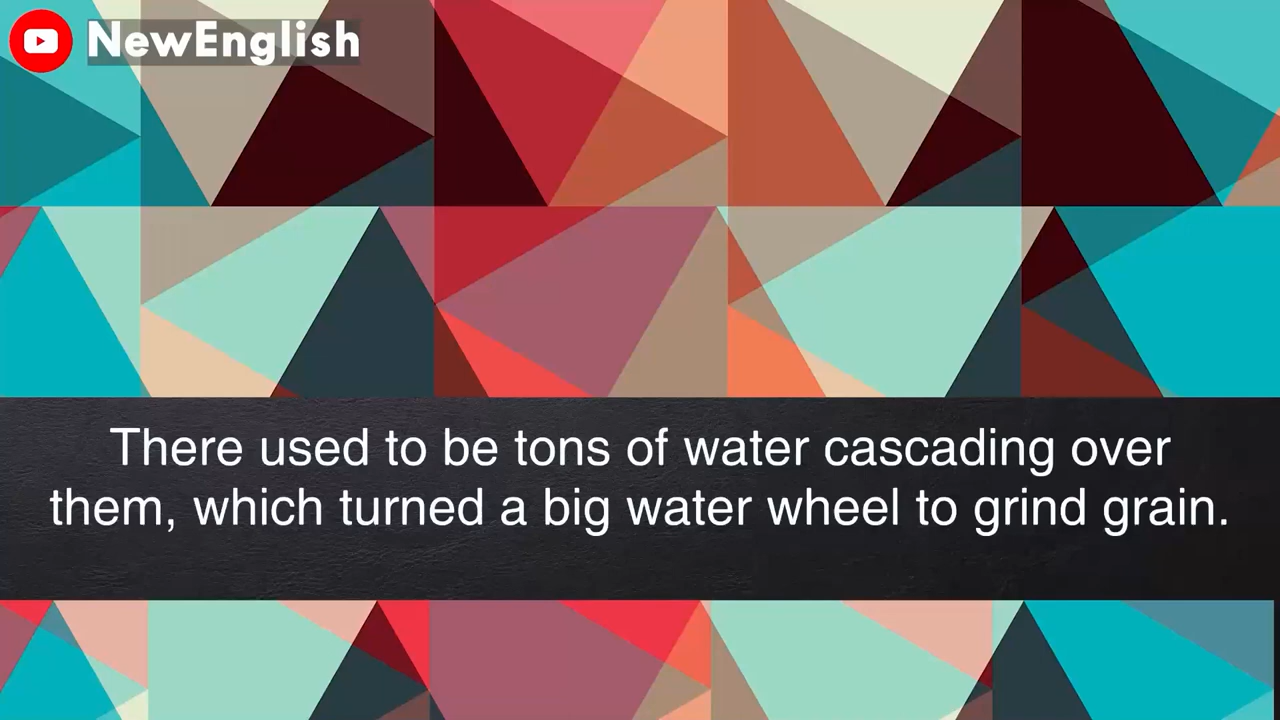 NewEnglish
There used to be tons of water cascading over
them, which turned a big water wheel to grind grain.